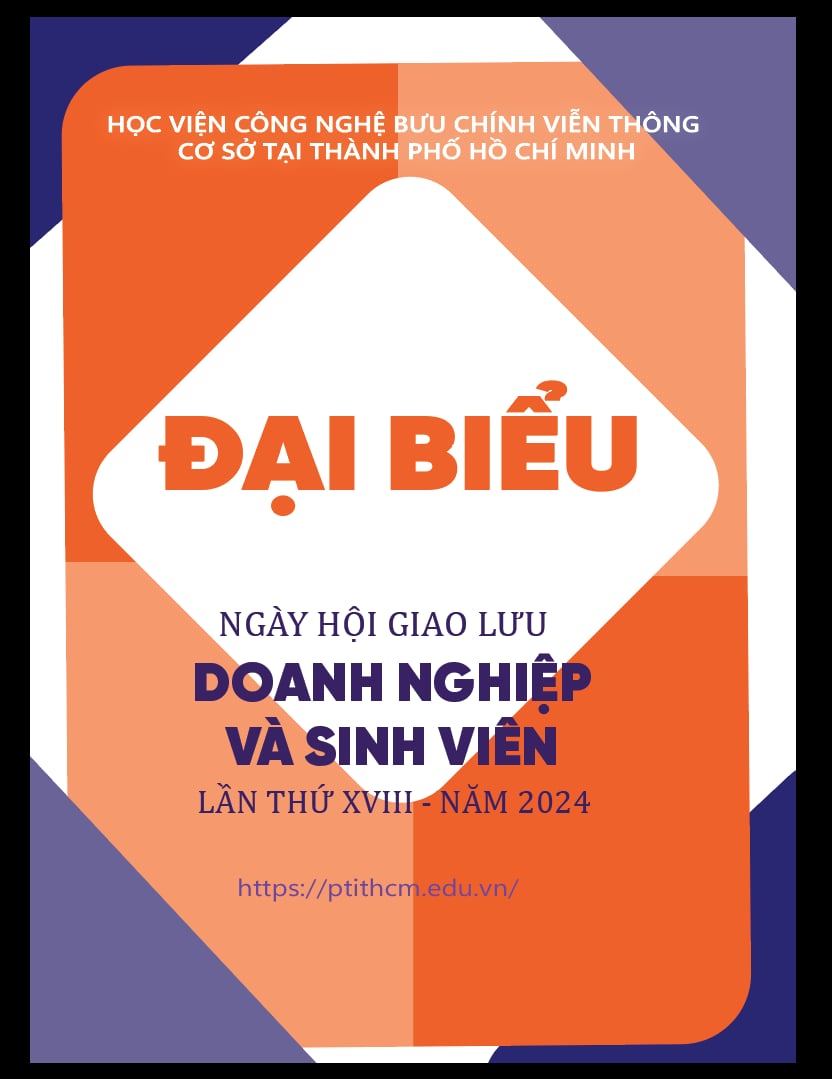 HỌC VIỆN CÔNG NGHỆ BƯU CHÍNH VIỄN THÔNG
CƠ SỞ TẠI THÀNH PHỐ HỒ CHÍ MINH
ĐẠI BIỂU
NGÀY HỘI GIAO LƯU
DOANH NGHIỆP
VÀ SINH VIÊN
LẦN THỨ XVIII - NĂM 2024
https://ptithcm.edu.vn/